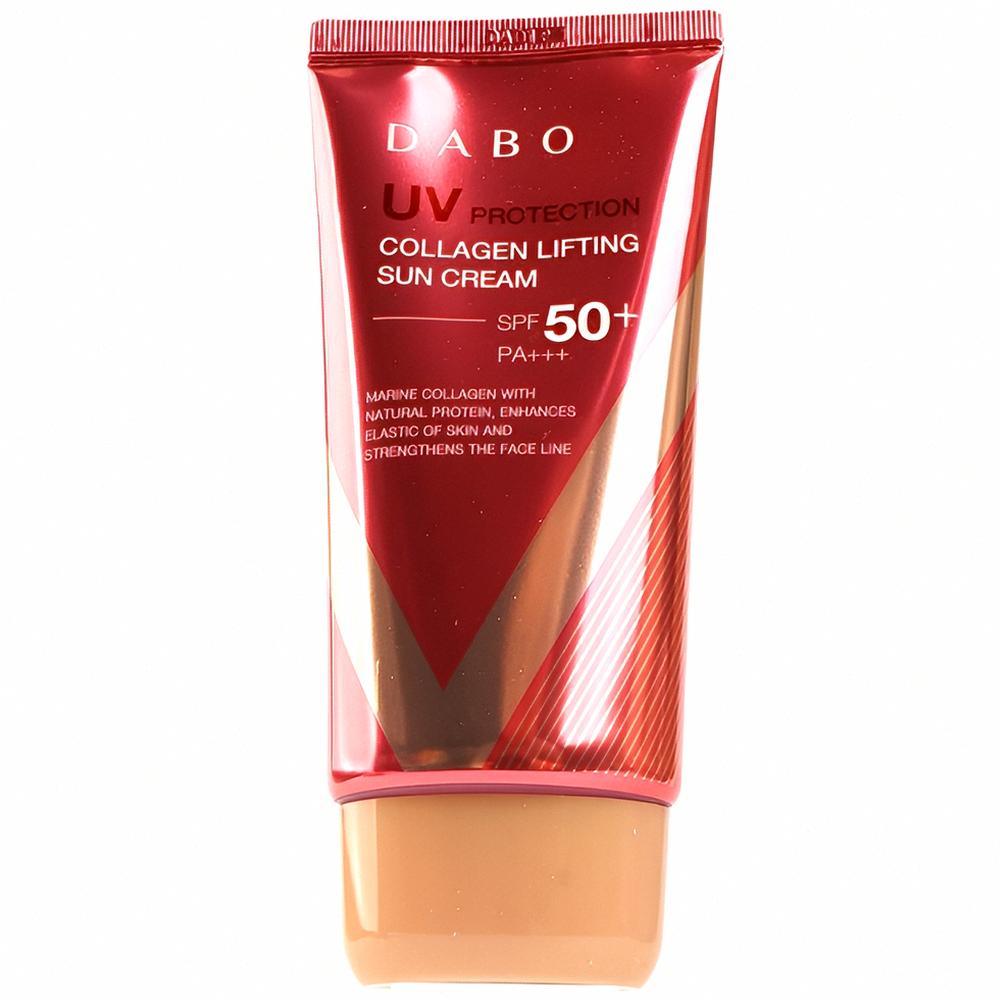 DABO
UV PROTECTION
COLLAGEN LIFTING
SUN CREAM
SPF 50+
PA+++
MARINE COLLAGEN WITH
NATURAL PROTEIN, ENHANCES
ELASTIC OF SKIN AND
STRENGTHENS THE FACE LINE